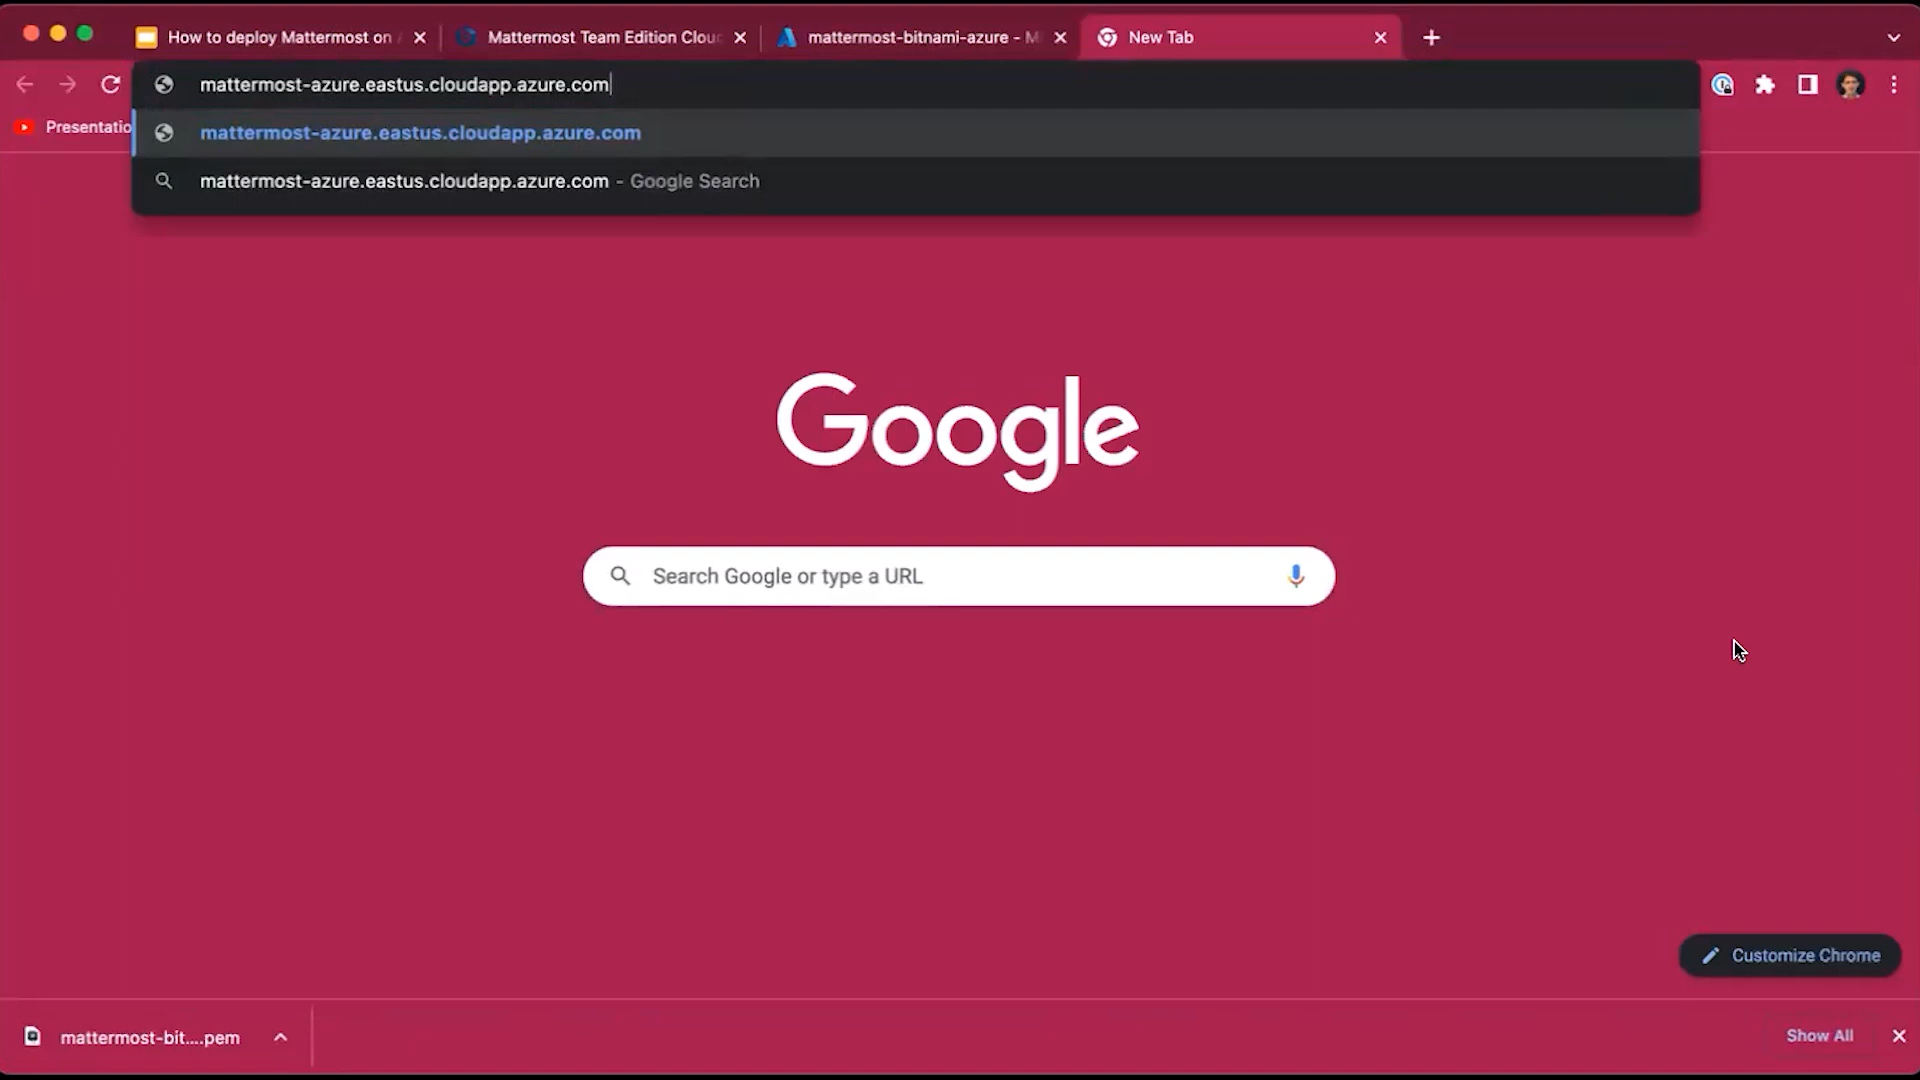 How to deploy Mattermost on
Mattermost Team Edition Clou
mattermost-bitnami-azure - M
New Tab
mattermost-azure.eastus.cloudapp.azure.com
Presentatio
mattermost-azure.eastus.cloudapp.azure.com
mattermost-azure.eastus.cloudapp.azure.com - Google Search
Google
Search Google or type a URL
Customize Chrome
mattermost-bit....pem
Show All